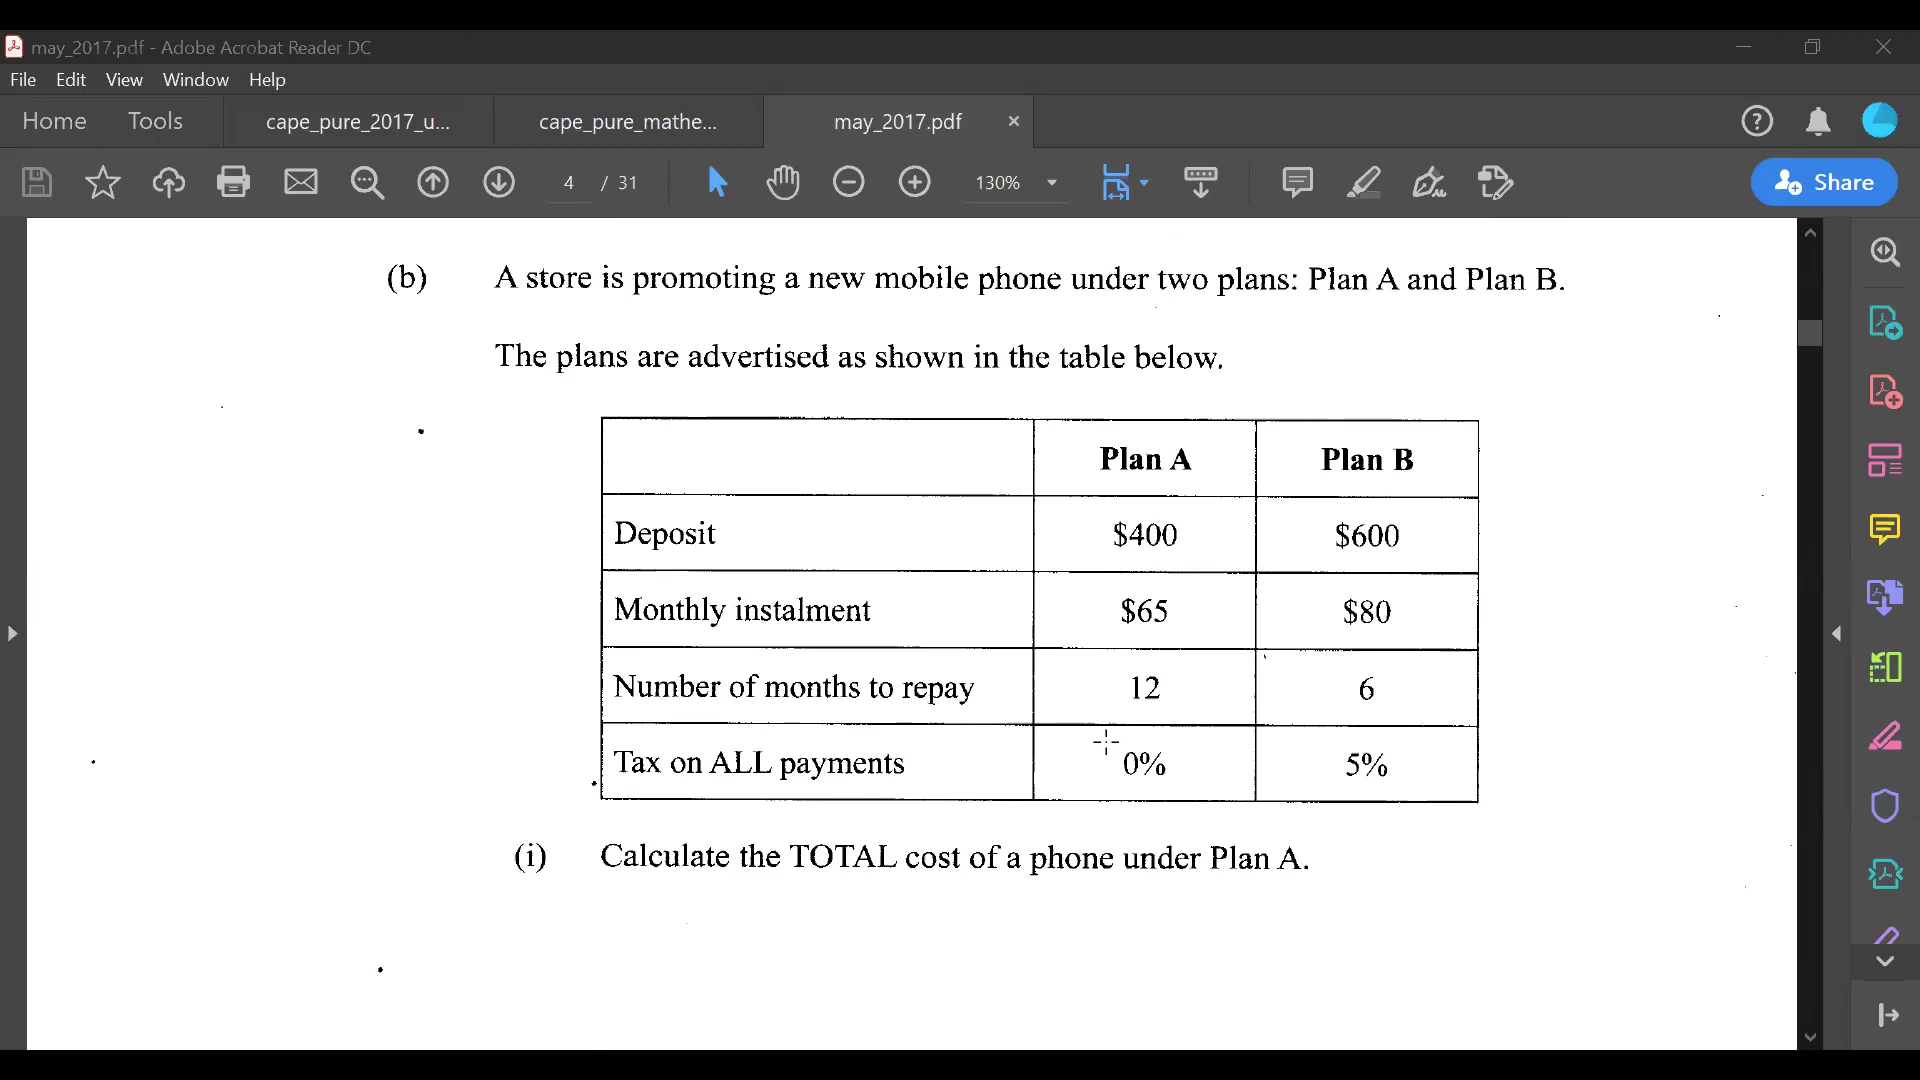 may_2017.pdf - Adobe Acrobat Reader DC
File Edit View Window Help
Home Tools cape_pure_2017_u... cape_pure_mathe... may_2017.pdf ×
4 / 31 130% Share
(b) A store is promoting a new mobile phone under two plans: Plan A and Plan B.
The plans are advertised as shown in the table below.
Plan A Plan B
Deposit $400 $600
Monthly instalment $65 $80
Number of months to repay 12 6
Tax on ALL payments 0% 5%
(i) Calculate the TOTAL cost of a phone under Plan A.